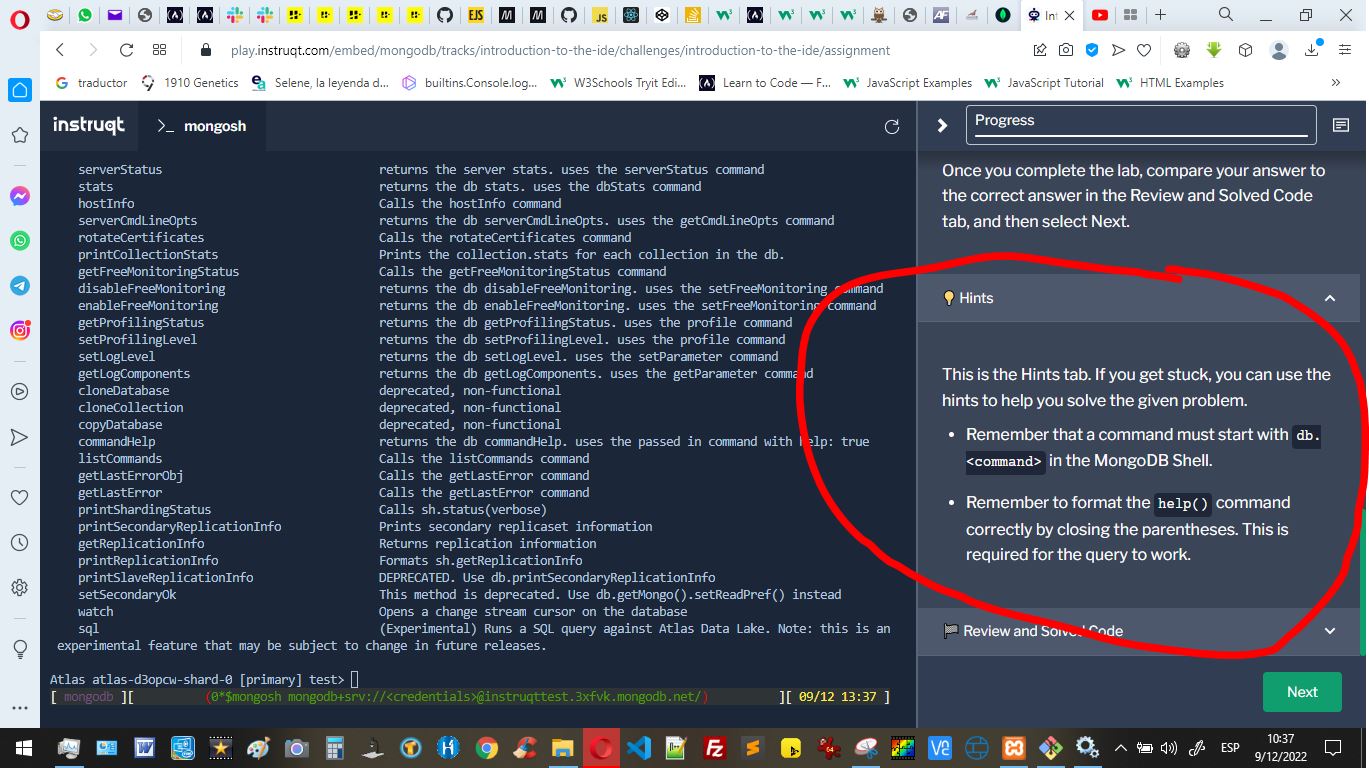 Int
play.instruqt.com/embed/mongodb/tracks/introduction-to-the-ide/challenges/introduction-to-the-ide/assignment
traductor 1910 Genetics Selene, la leyenda d... builtins.Console.log... W3Schools Tryit Edi... Learn to Code — F... JavaScript Examples JavaScript Tutorial HTML Examples »
instruqt >_ mongosh
serverStatus returns the server stats. uses the serverStatus command
stats returns the db stats. uses the dbStats command
hostInfo Calls the hostInfo command
serverCmdLineOpts returns the db serverCmdLineOpts. uses the getCmdLineOpts command
rotateCertificates Calls the rotateCertificates command
printCollectionStats Prints the collection.stats for each collection in the db.
getFreeMonitoringStatus Calls the getFreeMonitoringStatus command
disableFreeMonitoring returns the db disableFreeMonitoring. uses the setFreeMonitoring command
enableFreeMonitoring returns the db enableFreeMonitoring. uses the setFreeMonitoring command
getProfilingStatus returns the db getProfilingStatus. uses the profile command
setProfilingLevel returns the db setProfilingLevel. uses the profile command
setLogLevel returns the db setLogLevel. uses the setParameter command
getLogComponents returns the db getLogComponents. uses the getParameter command
cloneDatabase deprecated, non-functional
cloneCollection deprecated, non-functional
copyDatabase deprecated, non-functional
commandHelp returns the db commandHelp. uses the passed in command with help: true
listCommands Calls the listCommands command
getLastErrorObj Calls the getLastError command
getLastError Calls the getLastError command
printShardingStatus Calls sh.status(verbose)
printSecondaryReplicationInfo Prints secondary replicaset information
getReplicationInfo Returns replication information
printReplicationInfo Formats sh.getReplicationInfo
printSlaveReplicationInfo DEPRECATED. Use db.printSecondaryReplicationInfo
setSecondaryOk This method is deprecated. Use db.getMongo().setReadPref() instead
watch Opens a change stream cursor on the database
sql (Experimental) Runs a SQL query against Atlas Data Lake. Note: this is an
experimental feature that may be subject to change in future releases.
Atlas atlas-d3opcw-shard-0 [primary] test>
[ mongodb ][ (0*$mongosh mongodb+srv://<credentials>@instruqttest.3xfvk.mongodb.net/) ][ 09/12 13:37 ]
Progress
Once you complete the lab, compare your answer to
the correct answer in the Review and Solved Code
tab, and then select Next.
Hints
This is the Hints tab. If you get stuck, you can use the
hints to help you solve the given problem.
• Remember that a command must start with db.
<command> in the MongoDB Shell.
• Remember to format the help() command
correctly by closing the parentheses. This is
required for the query to work.
Review and Solved Code
Next
ESP
10:37
9/12/2022